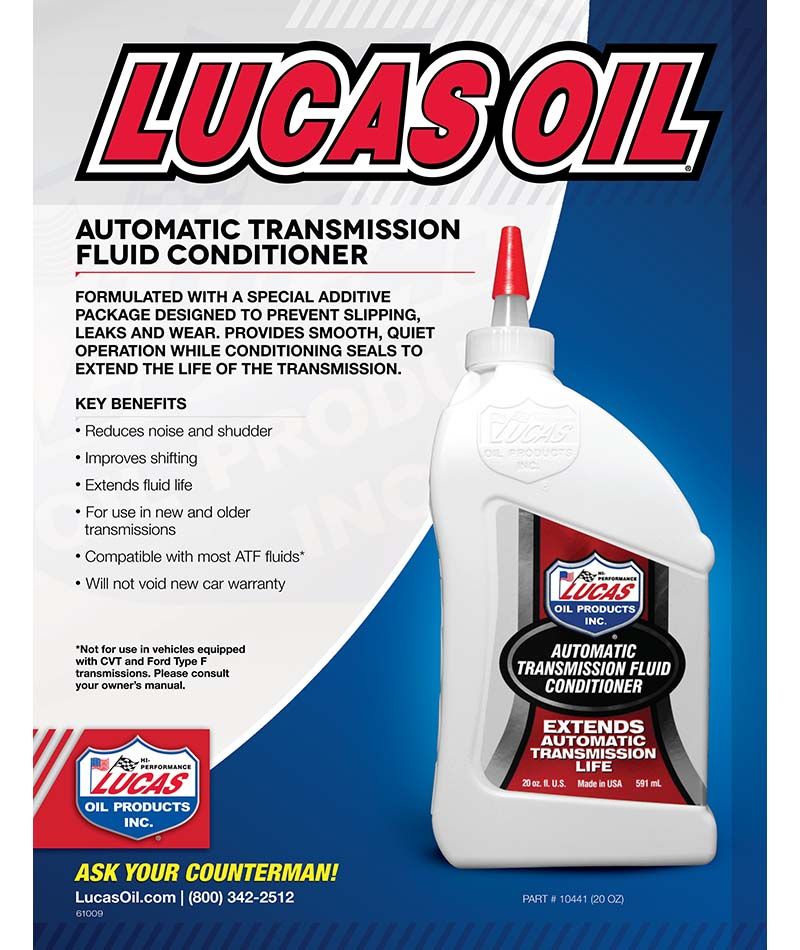 LUCAS OIL®
AUTOMATIC TRANSMISSION
FLUID CONDITIONER
FORMULATED WITH A SPECIAL ADDITIVE
PACKAGE DESIGNED TO PREVENT SLIPPING,
LEAKS AND WEAR. PROVIDES SMOOTH, QUIET
OPERATION WHILE CONDITIONING SEALS TO
EXTEND THE LIFE OF THE TRANSMISSION.
KEY BENEFITS
• Reduces noise and shudder
• Improves shifting
• Extends fluid life
• For use in new and older
transmissions
• Compatible with most ATF fluids*
• Will not void new car warranty
*Not for use in vehicles equipped
with CVT and Ford Type F
transmissions. Please consult
your owner's manual.
LUCAS
OIL PRODUCTS
INC.
HI-
PERFORMANCE
LUCAS
OIL PRODUCTS
INC.
®
AUTOMATIC
TRANSMISSION FLUID
CONDITIONER
EXTENDS
AUTOMATIC
TRANSMISSION
LIFE
20 oz. fl. U.S. Made in USA 591 mL
HI-
PERFORMANCE
LUCAS
OIL PRODUCTS
INC.
®
ASK YOUR COUNTERMAN!
LucasOil.com | (800) 342-2512
61009
PART # 10441 (20 OZ)